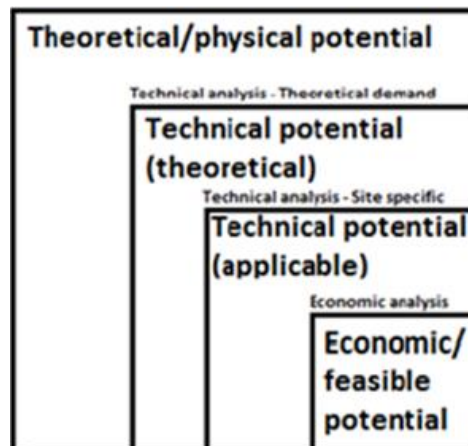 Theoretical/physical potential
Technical analysis - Theoretical demand
Technical potential
(theoretical)
Technical analysis - Site specific
Technical potential
(applicable)
Economic analysis
Economic/
feasible
potential